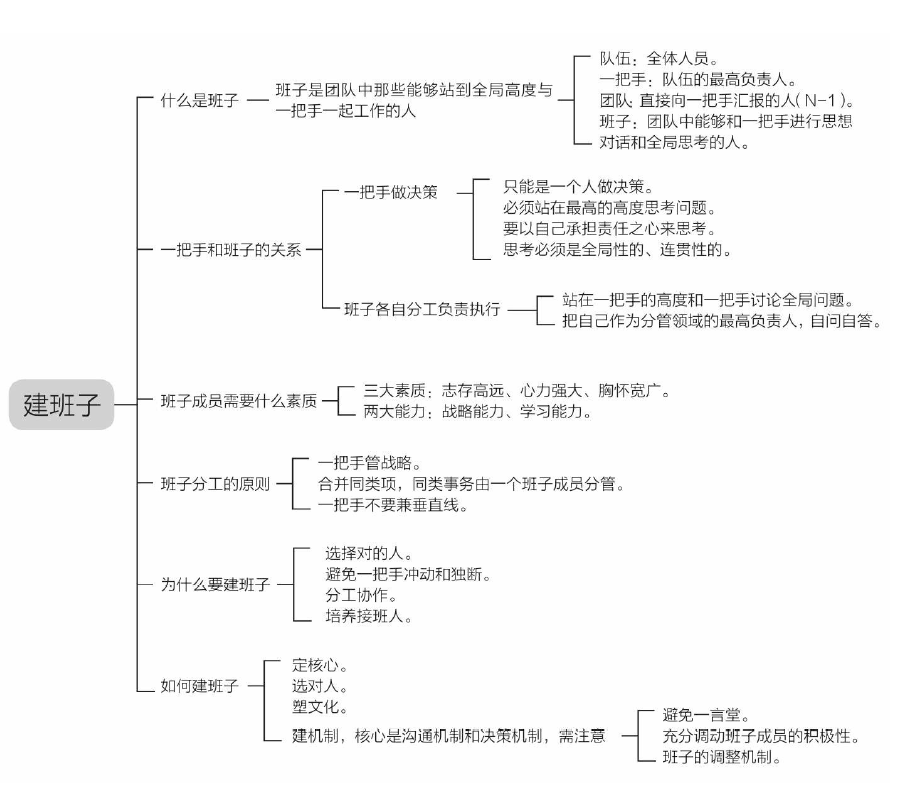 建班子
什么是班子
班子是团队中那些能够站到全局高度与
一把手一起工作的人
队伍：全体人员。
一把手：队伍的最高负责人。
团队：直接向一把手汇报的人（N-1）。
班子：团队中能够和一把手进行思想
对话和全局思考的人。
一把手和班子的关系
一把手做决策
只能是一个人做决策。
必须站在最高的高度思考问题。
要以自己承担责任之心来思考。
思考必须是全局性的、连贯性的。
班子各自分工负责执行
站在一把手的高度和一把手讨论全局问题。
把自己作为分管领域的最高负责人，自问自答。
班子成员需要什么素质
三大素质：志存高远、心力强大、胸怀宽广。
两大能力：战略能力、学习能力。
班子分工的原则
一把手管战略。
合并同类项，同类事务由一个班子成员分管。
一把手不要兼垂直线。
为什么要建班子
选择对的人。
避免一把手冲动和独断。
分工协作。
培养接班人。
如何建班子
定核心。
选对人。
塑文化。
建机制，核心是沟通机制和决策机制，需注意
避免一言堂。
充分调动班子成员的积极性。
班子的调整机制。